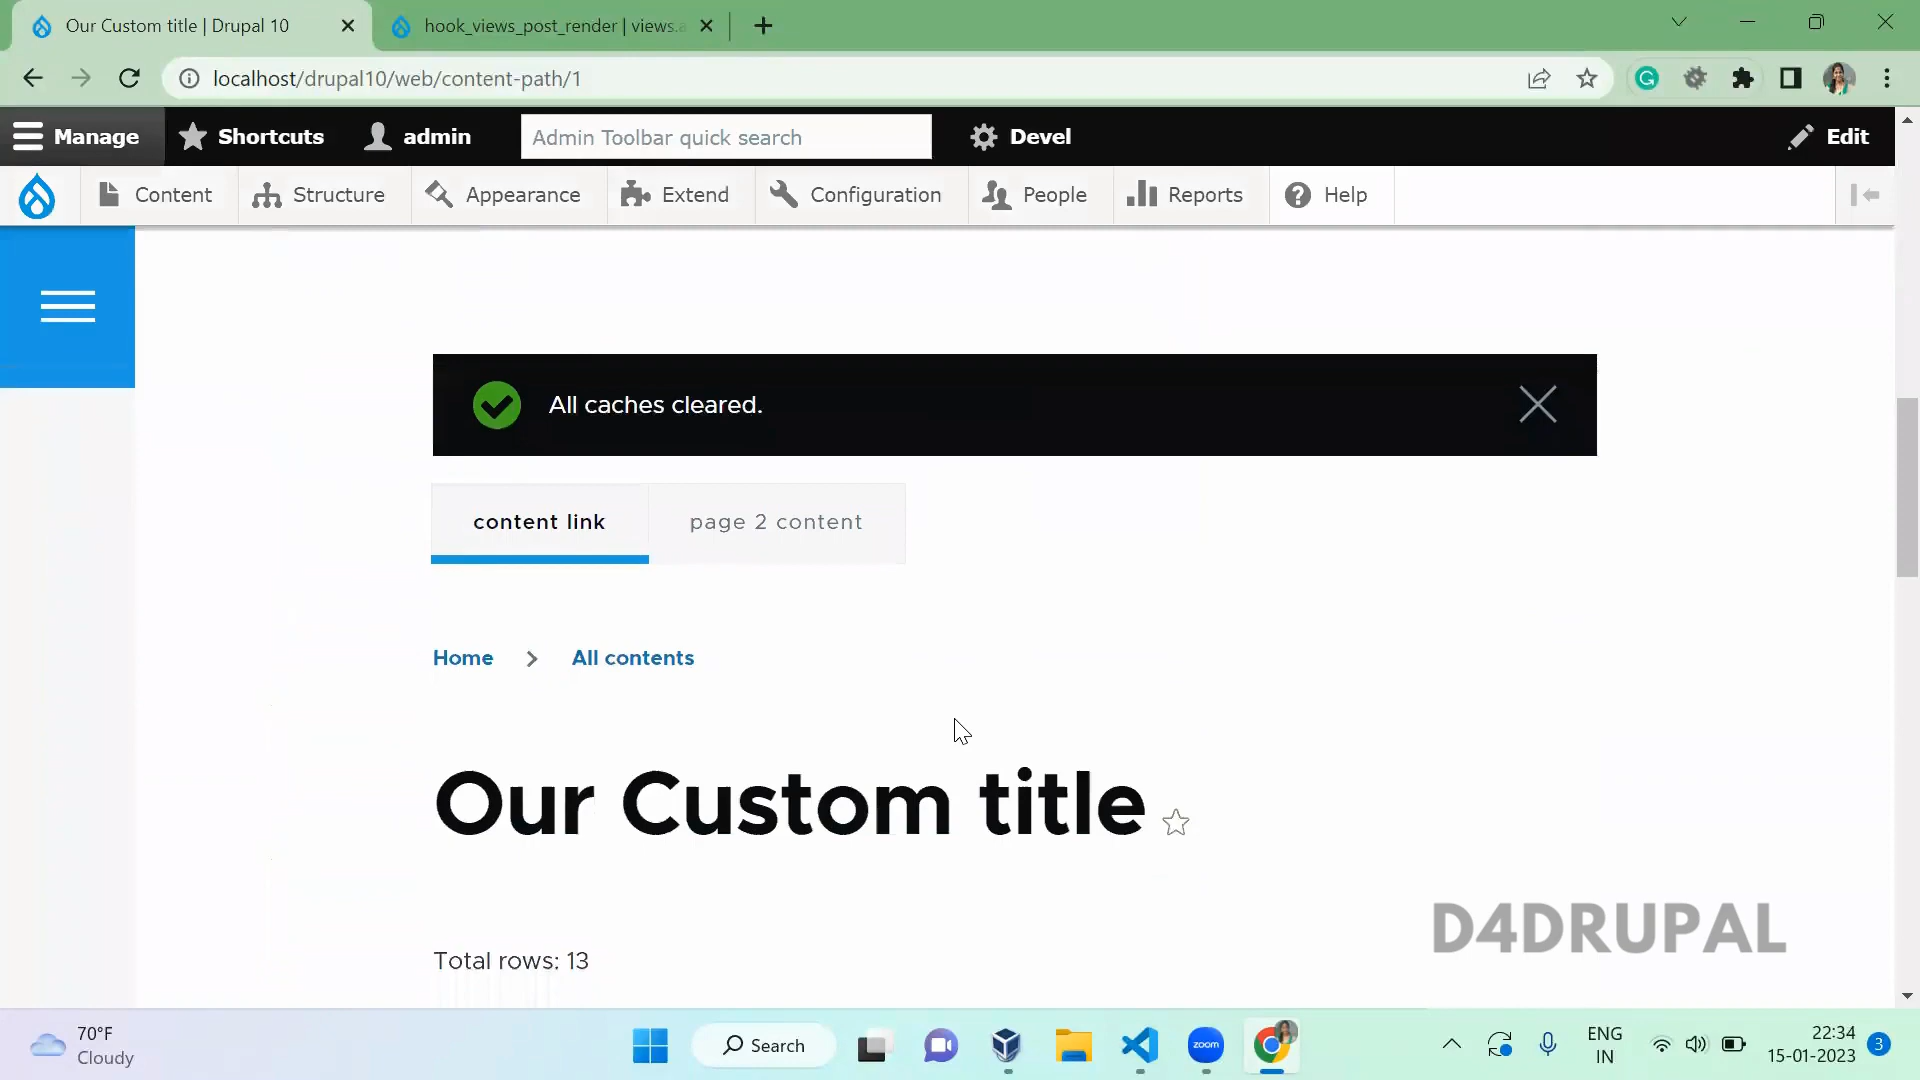 Our Custom title | Drupal 10
hook_views_post_render | views.a
localhost/drupal10/web/content-path/1
Manage
Shortcuts
admin
Admin Toolbar quick search
Devel
Edit
Content
Structure
Appearance
Extend
Configuration
People
Reports
Help
All caches cleared.
content link
page 2 content
Home
All contents
Our Custom title
Total rows: 13
D4DRUPAL
70°F
Cloudy
Search
zoom
ENG
IN
22:34
15-01-2023
3